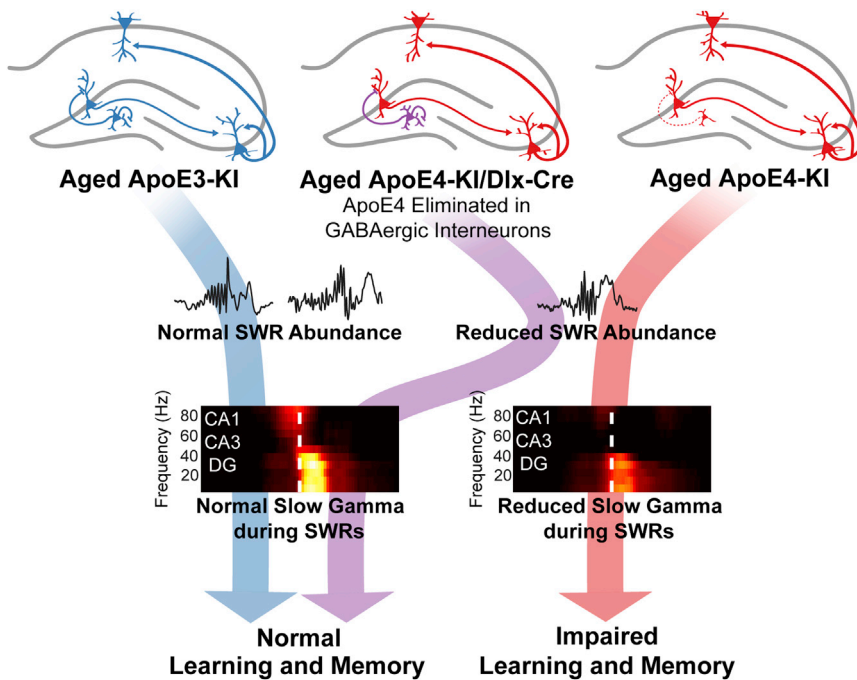 Aged ApoE3-KI
Aged ApoE4-KI/Dlx-Cre
ApoE4 Eliminated in
GABAergic Interneurons
Aged ApoE4-KI
Normal SWR Abundance
Reduced SWR Abundance
Frequency (Hz)
80
60
40
20
CA1
CA3
DG
Normal Slow Gamma
during SWRs
Frequency (Hz)
80
60
40
20
CA1
CA3
DG
Reduced Slow Gamma
during SWRs
Normal
Learning and Memory
Impaired
Learning and Memory